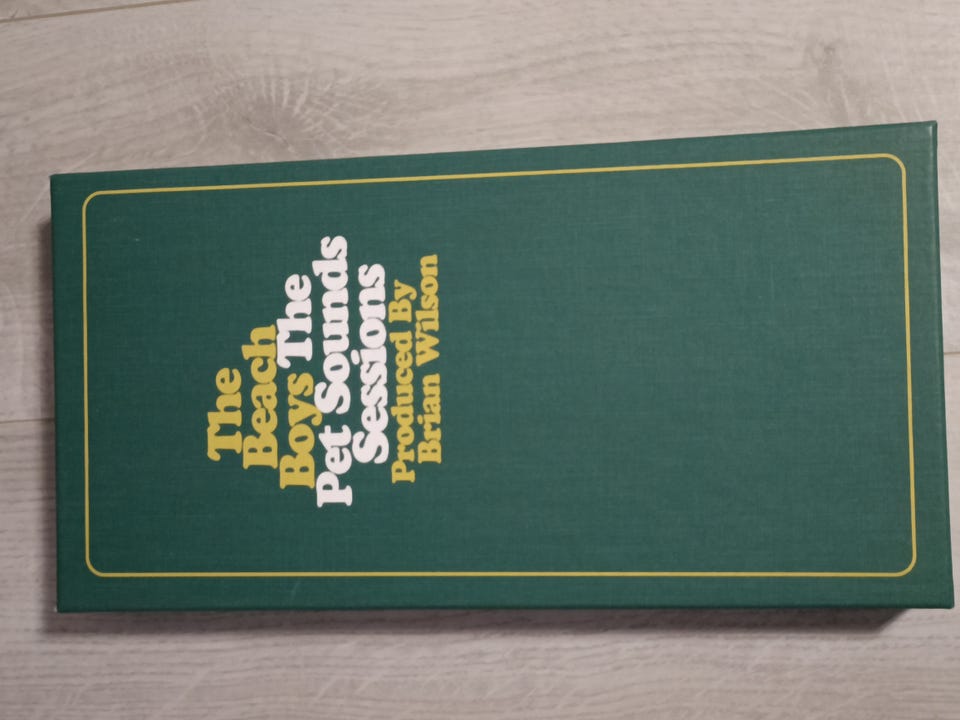 The
Beach
Boys The
Pet Sounds
Sessions
Produced By
Brian Wilson